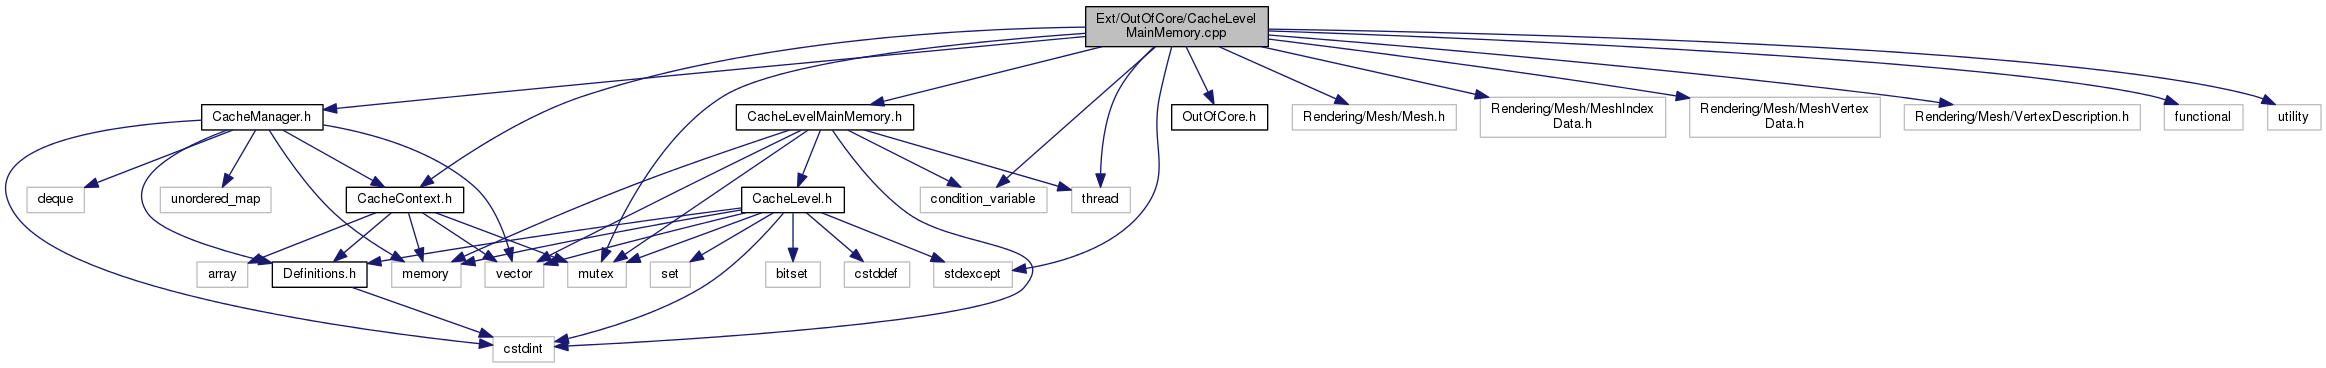 Ext/OutOfCore/CacheLevel
MainMemory.cpp
CacheManager.h
CacheLevelMainMemory.h
OutOfCore.h
Rendering/Mesh/Mesh.h
Rendering/Mesh/MeshIndex
Data.h
Rendering/Mesh/MeshVertex
Data.h
Rendering/Mesh/VertexDescription.h
functional
utility
deque
unordered_map
CacheContext.h
CacheLevel.h
condition_variable
thread
array
Definitions.h
memory
vector
mutex
set
bitset
cstddef
stdexcept
cstdint